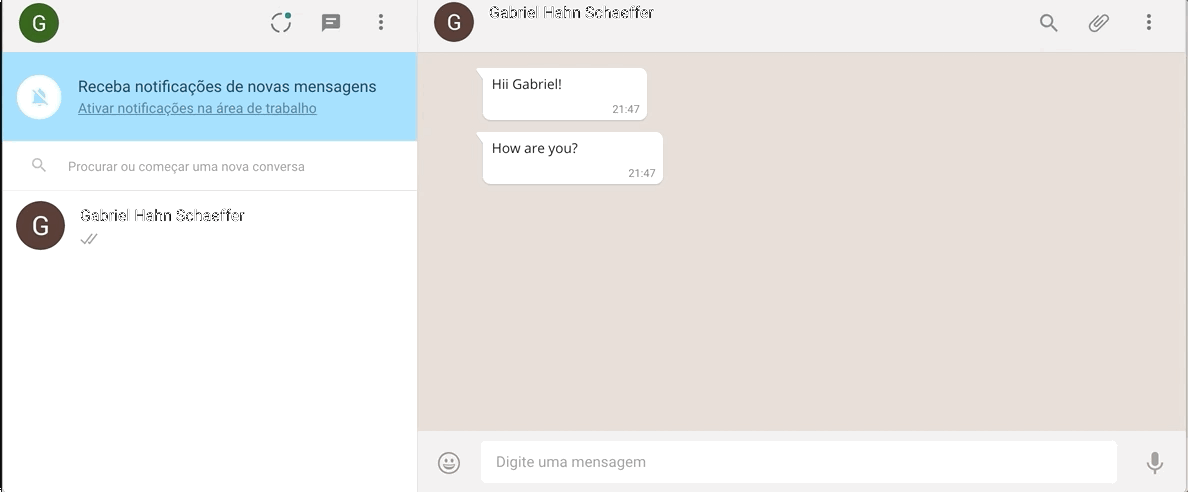 G
Receba notificações de novas mensagens
Ativar notificações na área de trabalho
Procurar ou começar uma nova conversa
G
Gabriel Hahn Schaeffer
G
Gabriel Hahn Schaeffer
Hii Gabriel!
21:47
How are you?
21:47
Digite uma mensagem